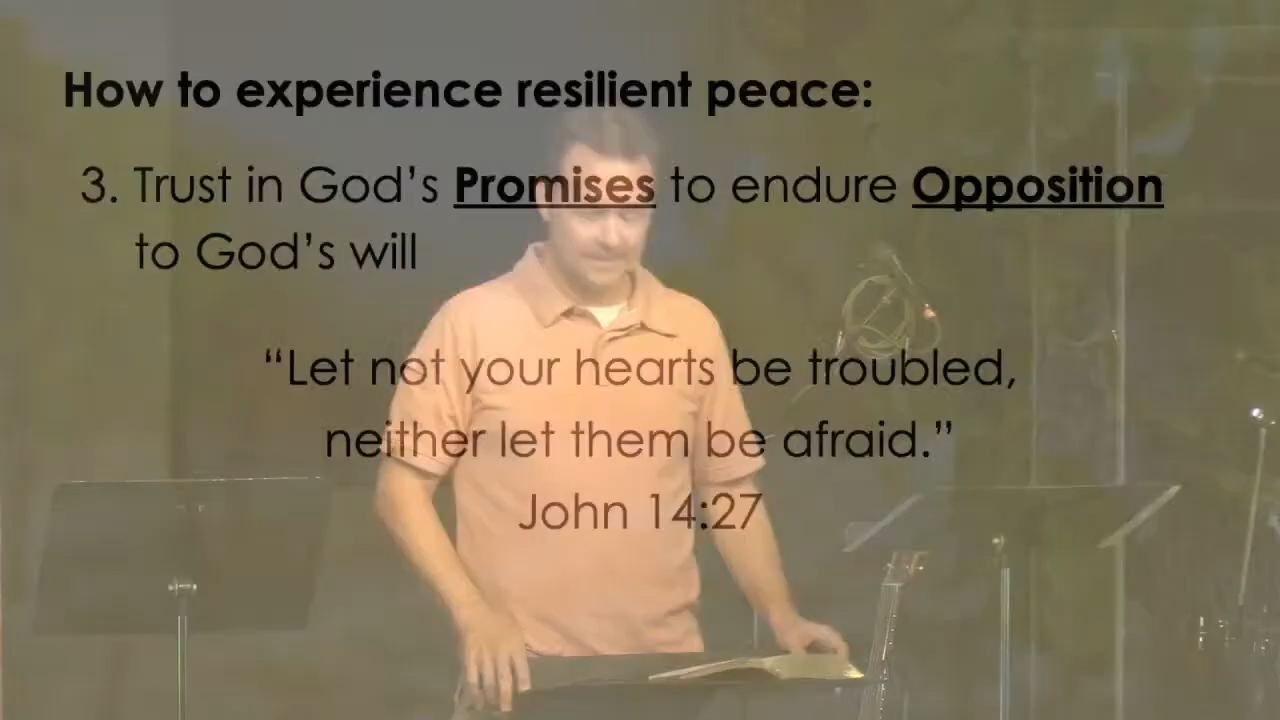 How to experience resilient peace:
3. Trust in God’s Promises to endure Opposition
to God’s will
“Let not your hearts be troubled,
neither let them be afraid.”
John 14:27